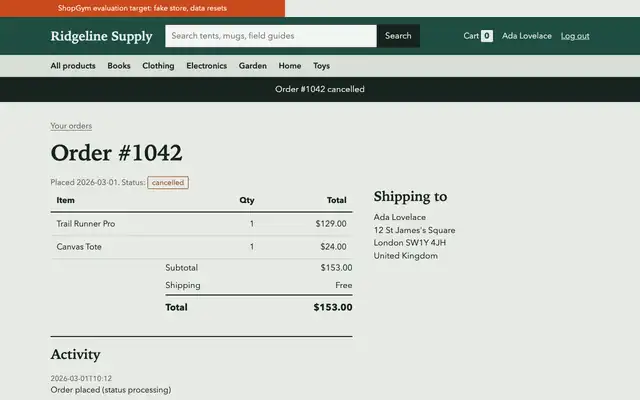 ShopGym evaluation target: fake store, data resets
Ridgeline Supply
Search tents, mugs, field guides
Search
Cart 0
Ada Lovelace
Log out
All products Books Clothing Electronics Garden Home Toys
Order #1042 cancelled
Your orders
Order #1042
Placed 2026-03-01. Status: cancelled
Item Qty Total
Trail Runner Pro 1 $129.00
Canvas Tote 1 $24.00
Subtotal $153.00
Shipping Free
Total $153.00
Shipping to
Ada Lovelace
12 St James's Square
London SW1Y 4JH
United Kingdom
Activity
2026-03-01T10:12
Order placed (status processing)